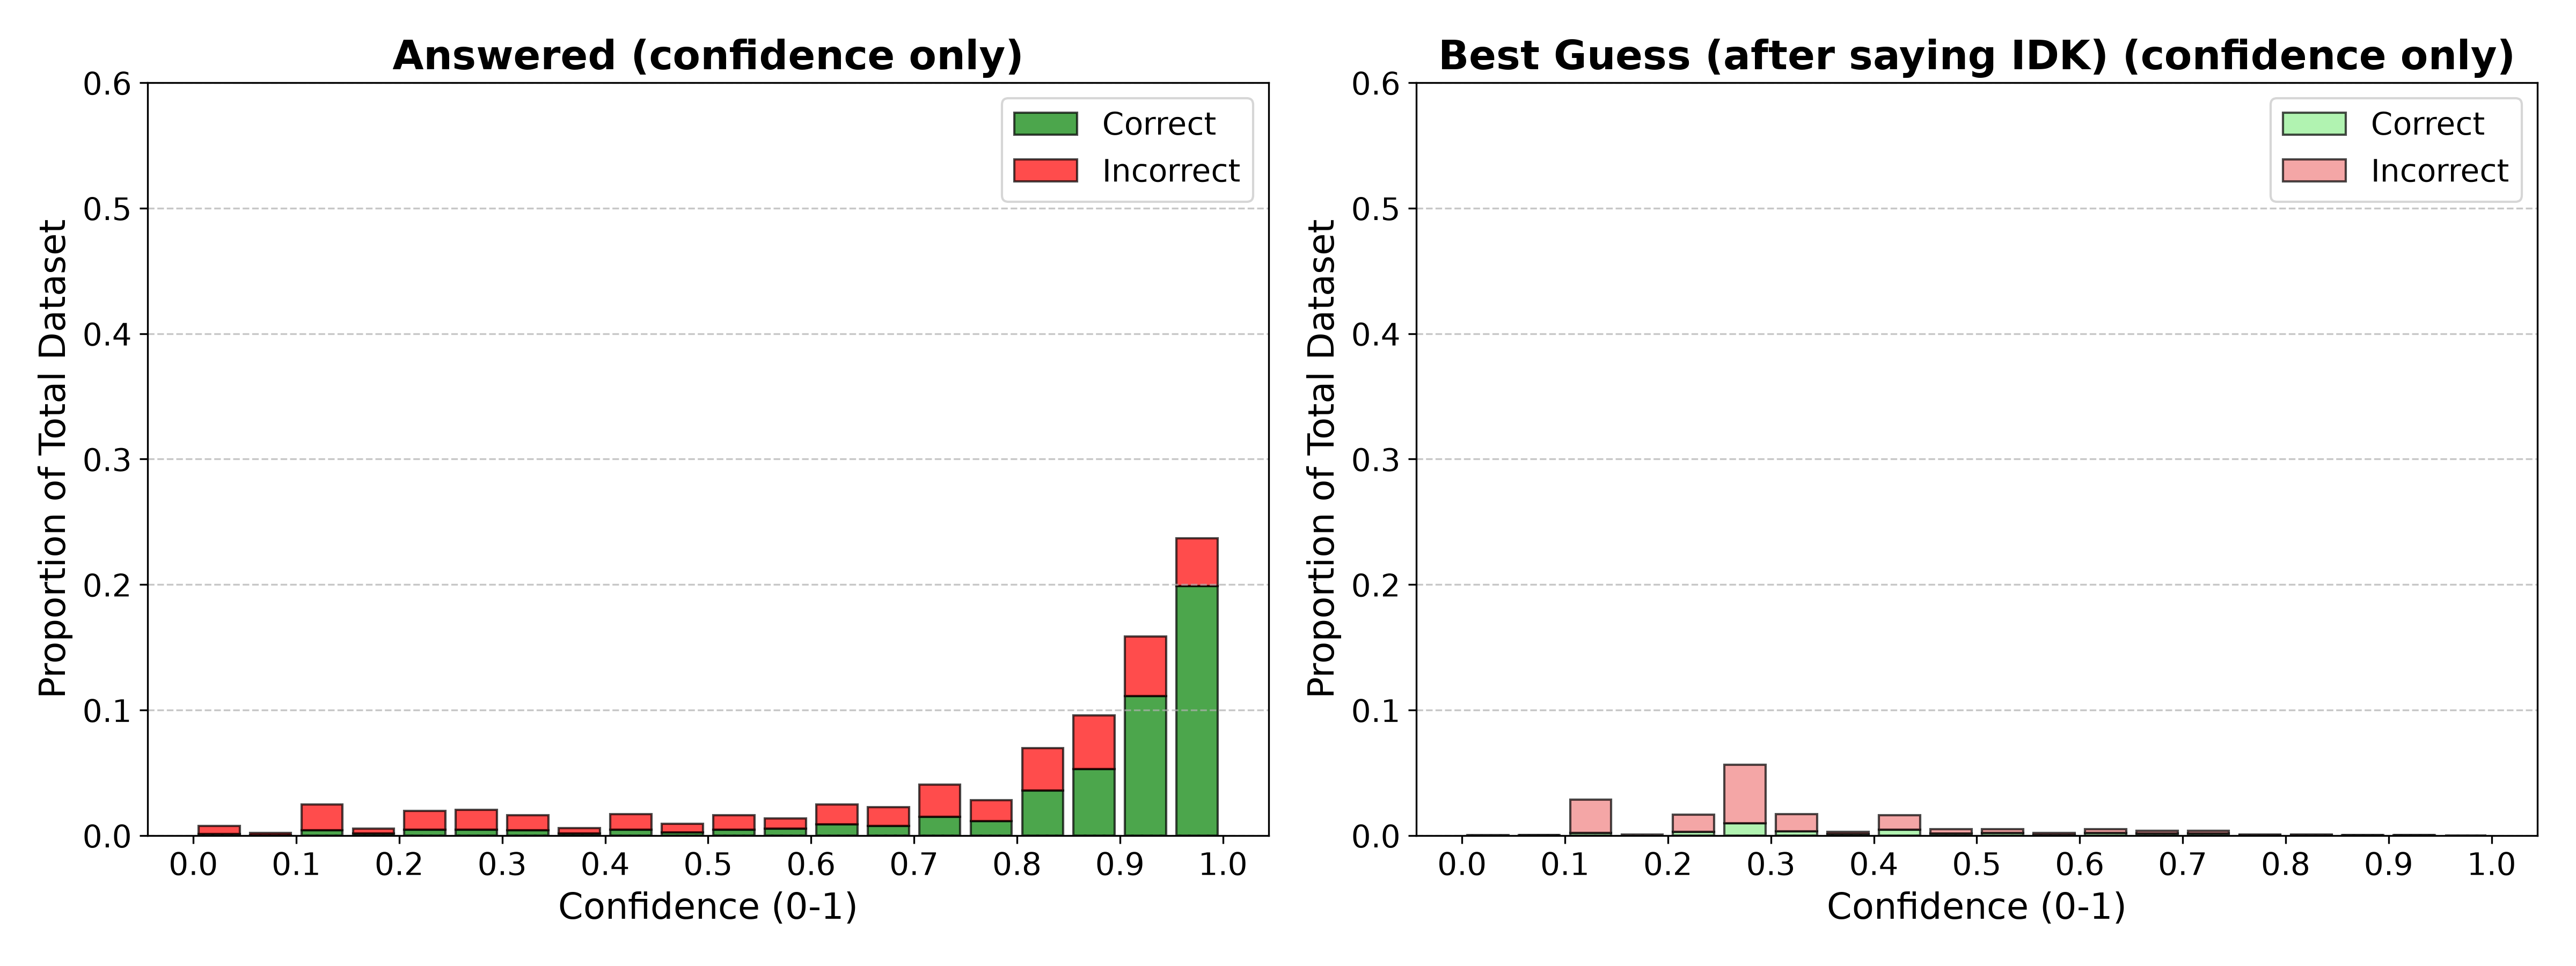 Answered (confidence only)
Proportion of Total Dataset
0.6
0.5
0.4
0.3
0.2
0.1
0.0
Correct
Incorrect
0.0 0.1 0.2 0.3 0.4 0.5 0.6 0.7 0.8 0.9 1.0
Confidence (0-1)
Best Guess (after saying IDK) (confidence only)
Proportion of Total Dataset
0.6
0.5
0.4
0.3
0.2
0.1
0.0
Correct
Incorrect
0.0 0.1 0.2 0.3 0.4 0.5 0.6 0.7 0.8 0.9 1.0
Confidence (0-1)